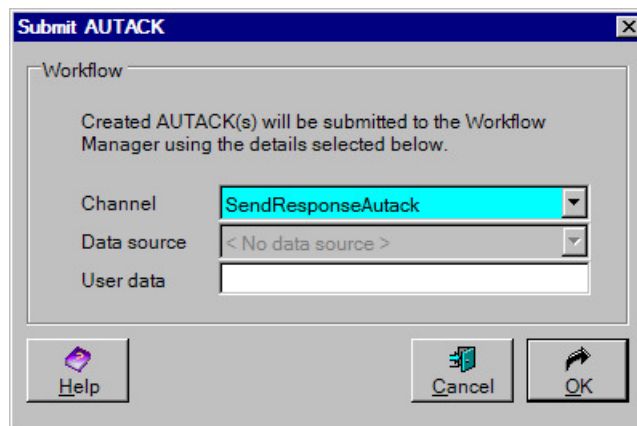 Submit AUTACK
Workflow
Created AUTACK(s) will be submitted to the Workflow
Manager using the details selected below.
Channel SendResponseAutack
Data source < No data source >
User data
Help Cancel OK